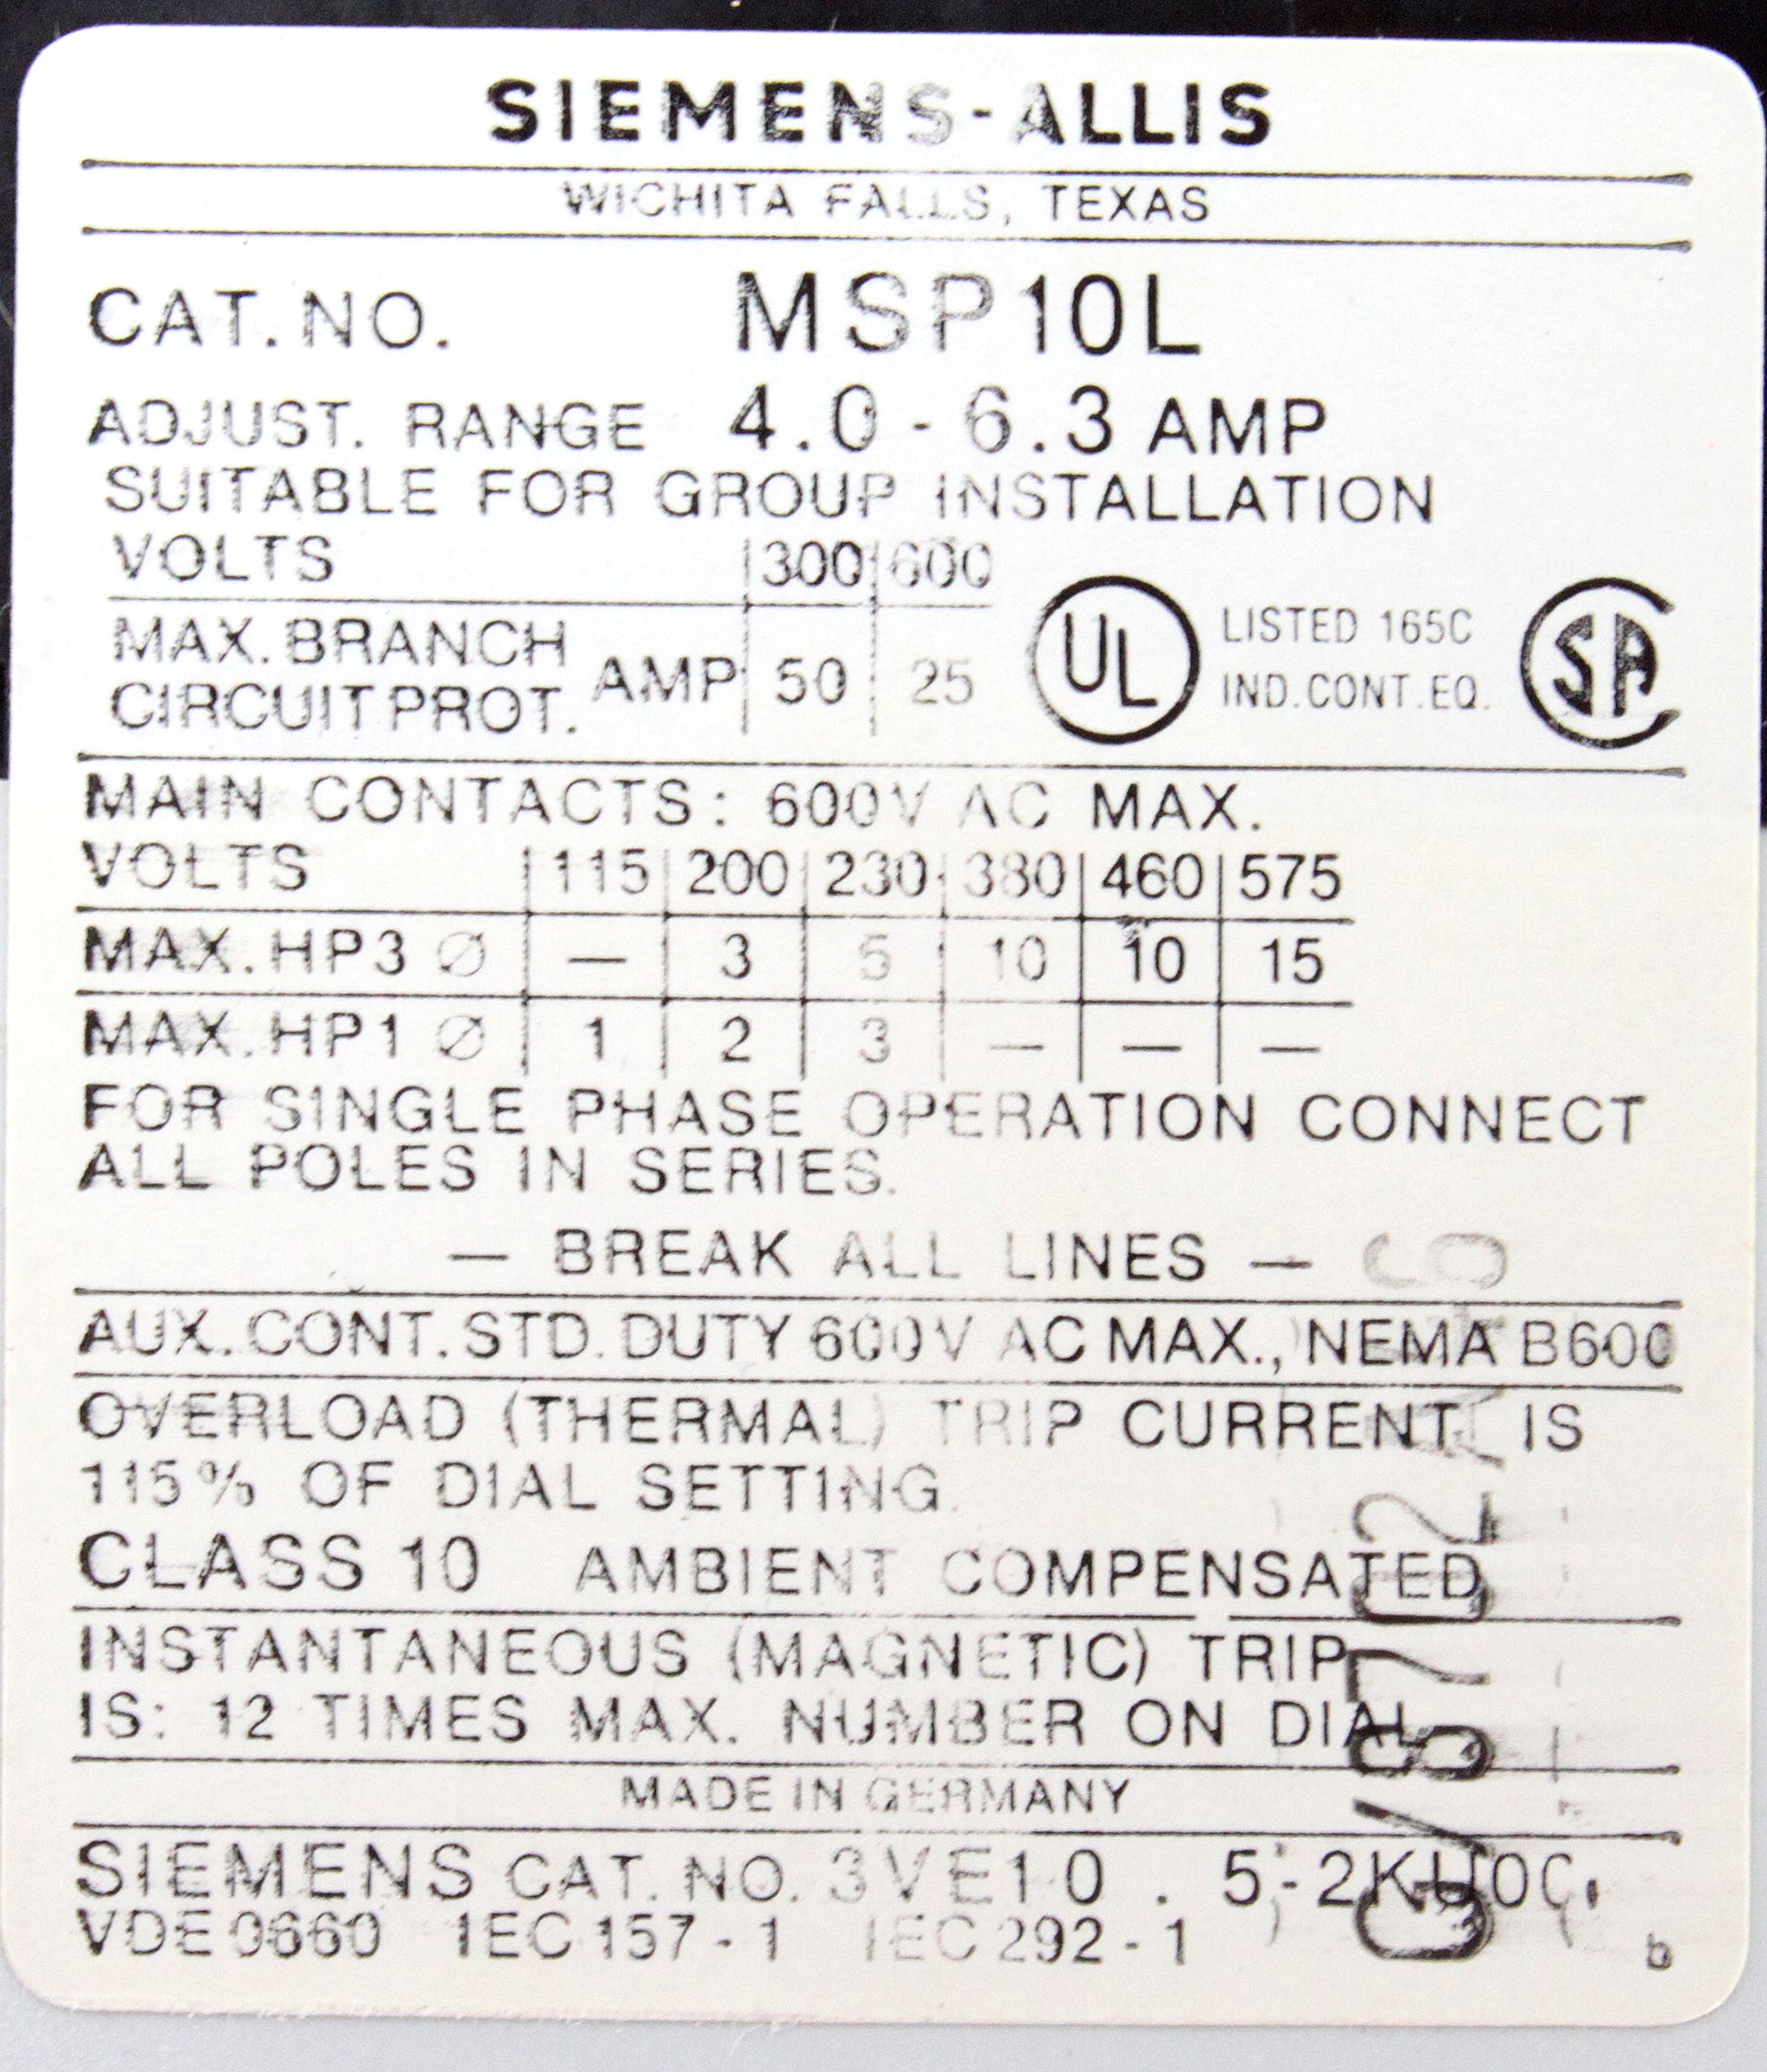 SIEMENS-ALLIS
WICHITA FALLS, TEXAS
CAT. NO. MSP10L
ADJUST. RANGE 4.0 - 6.3 AMP
SUITABLE FOR GROUP INSTALLATION
VOLTS 300 600
MAX. BRANCH CIRCUIT PROT. AMP 50 25
UL LISTED 165C
IND. CONT. EQ.
SA
MAIN CONTACTS: 600V AC MAX.
VOLTS 115 200 230 380 460 575
MAX. HP3 Ø — 3 5 10 10 15
MAX. HP1 Ø 1 2 3 — — —
FOR SINGLE PHASE OPERATION CONNECT
ALL POLES IN SERIES.
— BREAK ALL LINES —
AUX. CONT. STD. DUTY 600V AC MAX., NEMA B600
OVERLOAD (THERMAL) TRIP CURRENT IS
115% OF DIAL SETTING.
CLASS 10 AMBIENT COMPENSATED
INSTANTANEOUS (MAGNETIC) TRIP
IS: 12 TIMES MAX. NUMBER ON DIAL
MADE IN GERMANY
SIEMENS CAT. NO. 3VE10 . 5-2KU00
VDE 0660 IEC 157-1 IEC 292-1
b